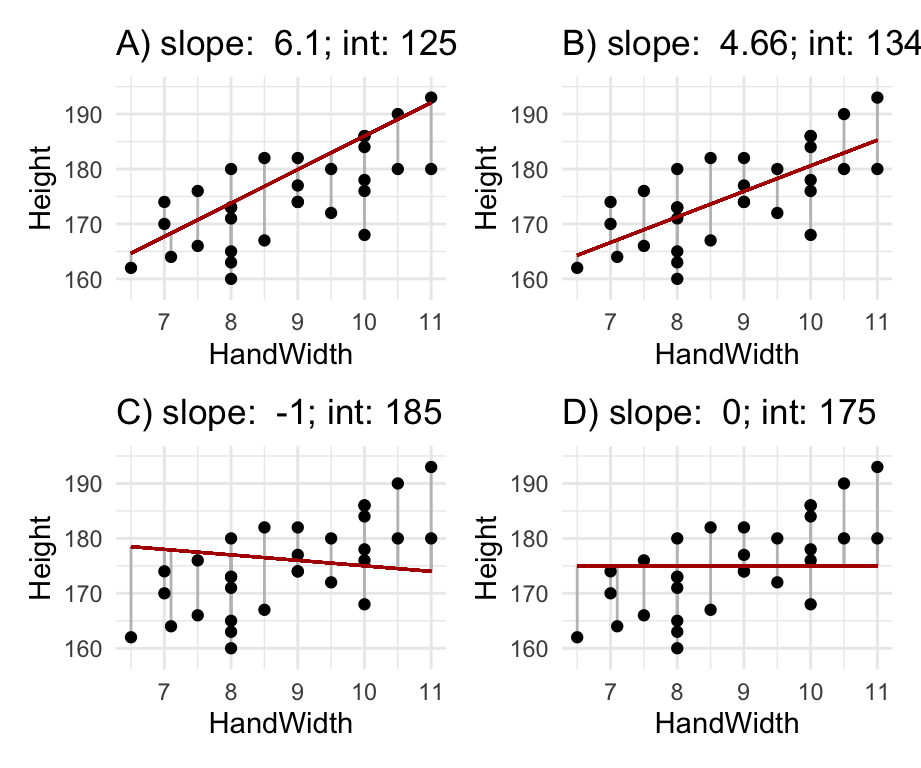 A) slope:  6.1; int: 125
190
180
170
160
Height
7 8 9 10 11
HandWidth
B) slope:  4.66; int: 134
190
180
170
160
Height
7 8 9 10 11
HandWidth
C) slope:  -1; int: 185
190
180
170
160
Height
7 8 9 10 11
HandWidth
D) slope:  0; int: 175
190
180
170
160
Height
7 8 9 10 11
HandWidth